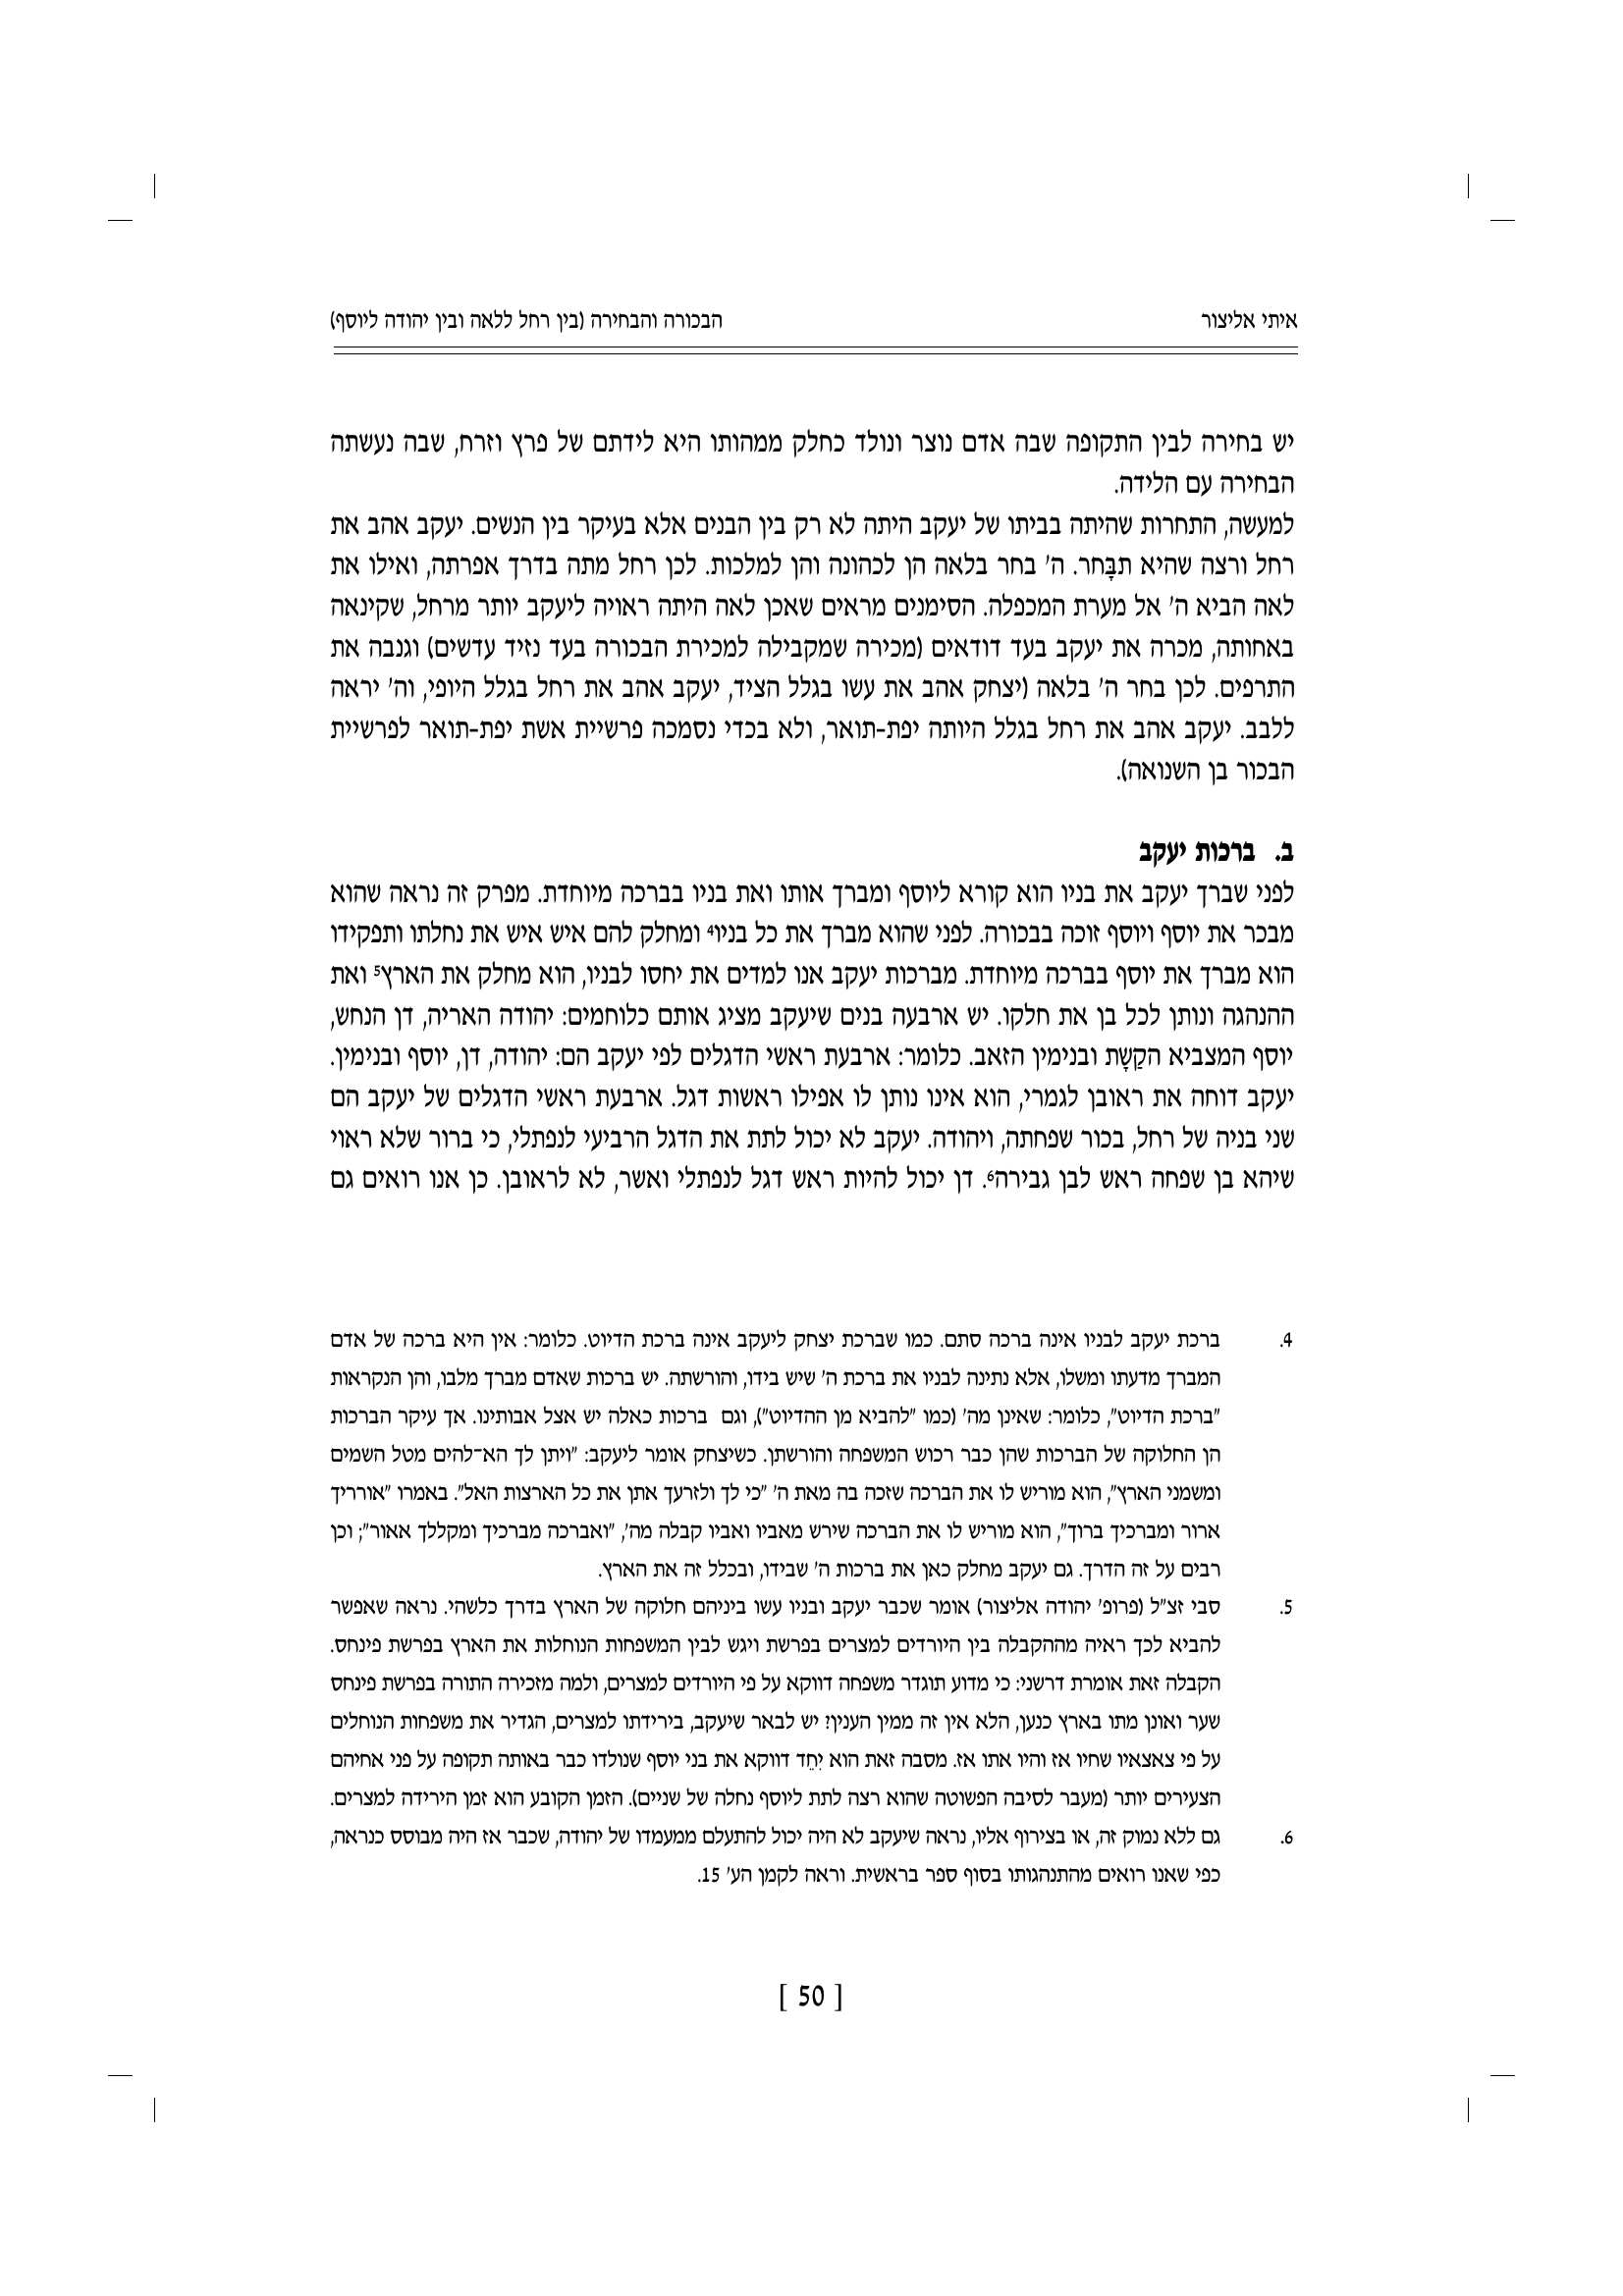 איתי אליצור
הבכורה והבחירה (בין רחל ללאה ובין יהודה ליוסף)
יש בחירה לבין התקופה שבה אדם נוצר ונולד כחלק ממהותו היא לידתם של פרץ וזרח, שבה נעשתה
הבחירה עם הלידה.
למעשה, התחרות שהיתה בביתו של יעקב היתה לא רק בין הבנים אלא בעיקר בין הנשים. יעקב אהב את
רחל ורצה שהיא תבָּחר. ה' בחר בלאה הן לכהונה והן למלכות. לכן רחל מתה בדרך אפרתה, ואילו את
לאה הביא ה' אל מערת המכפלה. הסימנים מראים שאכן לאה היתה ראויה ליעקב יותר מרחל, שקינאה
באחותה, מכרה את יעקב בעד דודאים (מכירה שמקבילה למכירת הבכורה בעד נזיד עדשים) וגנבה את
התרפים. לכן בחר ה' בלאה (יצחק אהב את עשו בגלל הציד, יעקב אהב את רחל בגלל היופי, וה' יראה
ללבב. יעקב אהב את רחל בגלל היותה יפת-תואר, ולא בכדי נסמכה פרשיית אשת יפת-תואר לפרשיית
הבכור בן השנואה).
ב. ברכות יעקב
לפני שברך יעקב את בניו הוא קורא ליוסף ומברך אותו ואת בניו בברכה מיוחדת. מפרק זה נראה שהוא
מבכר את יוסף ויוסף זוכה בבכורה. לפני שהוא מברך את כל בניו4 ומחלק להם איש איש את נחלתו ותפקידו
הוא מברך את יוסף בברכה מיוחדת. מברכות יעקב אנו למדים את יחסו לבניו, הוא מחלק את הארץ5 ואת
ההנהגה ונותן לכל בן את חלקו. יש ארבעה בנים שיעקב מציג אותם כלוחמים: יהודה האריה, דן הנחש,
יוסף המצביא הקַשָּת ובנימין הזאב. כלומר: ארבעת ראשי הדגלים לפי יעקב הם: יהודה, דן, יוסף ובנימין.
יעקב דוחה את ראובן לגמרי, הוא אינו נותן לו אפילו ראשות דגל. ארבעת ראשי הדגלים של יעקב הם
שני בניה של רחל, בכור שפחתה, ויהודה. יעקב לא יכול לתת את הדגל הרביעי לנפתלי, כי ברור שלא ראוי
שיהא בן שפחה ראש לבן גבירה6. דן יכול להיות ראש דגל לנפתלי ואשר, לא לראובן. כן אנו רואים גם
4. ברכת יעקב לבניו אינה ברכה סתם. כמו שברכת יצחק ליעקב אינה ברכת הדיוט. כלומר: אין היא ברכה של אדם
המברך מדעתו ומשלו, אלא נתינה לבניו את ברכת ה' שיש בידו, והורשתה. יש ברכות שאדם מברך מלבו, והן הנקראות
"ברכת הדיוט", כלומר: שאינן מה' (כמו "להביא מן ההדיוט"), וגם ברכות כאלה יש אצל אבותינו. אך עיקר הברכות
הן החלוקה של הברכות שהן כבר רכוש המשפחה והורשתן. כשיצחק אומר ליעקב: "ויתן לך הא־להים מטל השמים
ומשמני הארץ", הוא מוריש לו את הברכה שזכה בה מאת ה' "כי לך ולזרעך אתן את כל הארצות האל". באמרו "אורריך
ארור ומברכיך ברוך", הוא מוריש לו את הברכה שירש מאביו ואביו קבלה מה', "ואברכה מברכיך ומקללך אאור"; וכן
רבים על זה הדרך. גם יעקב מחלק כאן את ברכות ה' שבידו, ובכלל זה את הארץ.
5. סבי זצ"ל (פרופ' יהודה אליצור) אומר שכבר יעקב ובניו עשו ביניהם חלוקה של הארץ בדרך כלשהי. נראה שאפשר
להביא לכך ראיה מההקבלה בין היורדים למצרים בפרשת ויגש לבין המשפחות הנוחלות את הארץ בפרשת פינחס.
הקבלה זאת אומרת דרשני: כי מדוע תוגדר משפחה דווקא על פי היורדים למצרים, ולמה מזכירה התורה בפרשת פינחס
שער ואונן מתו בארץ כנען, הלא אין זה ממין הענין? יש לבאר שיעקב, בירידתו למצרים, הגדיר את משפחות הנוחלים
על פי צאצאיו שחיו אז והיו אתו אז. מסבה זאת הוא יִחֵד דווקא את בני יוסף שנולדו כבר באותה תקופה על פני אחיהם
הצעירים יותר (מעבר לסיבה הפשוטה שהוא רצה לתת ליוסף נחלה של שניים). הזמן הקובע הוא זמן הירידה למצרים.
6. גם ללא נמוק זה, או בצירוף אליו, נראה שיעקב לא היה יכול להתעלם ממעמדו של יהודה, שכבר אז היה מבוסס כנראה,
כפי שאנו רואים מהתנהגותו בסוף ספר בראשית. וראה לקמן הע' 15.
[ 50 ]